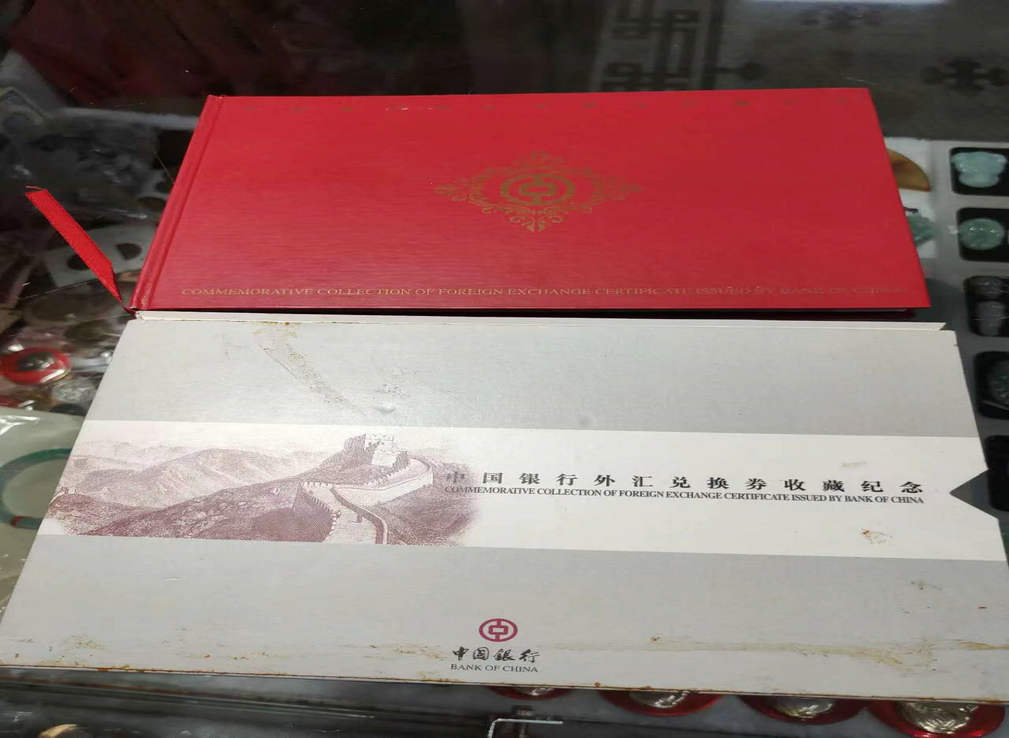 COMMEMORATIVE COLLECTION OF FOREIGN EXCHANGE CERTIFICATE ISSUED BY BANK OF CHINA
中国银行外汇兑换券收藏纪念
COMMEMORATIVE COLLECTION OF FOREIGN EXCHANGE CERTIFICATE ISSUED BY BANK OF CHINA
中国銀行
BANK OF CHINA